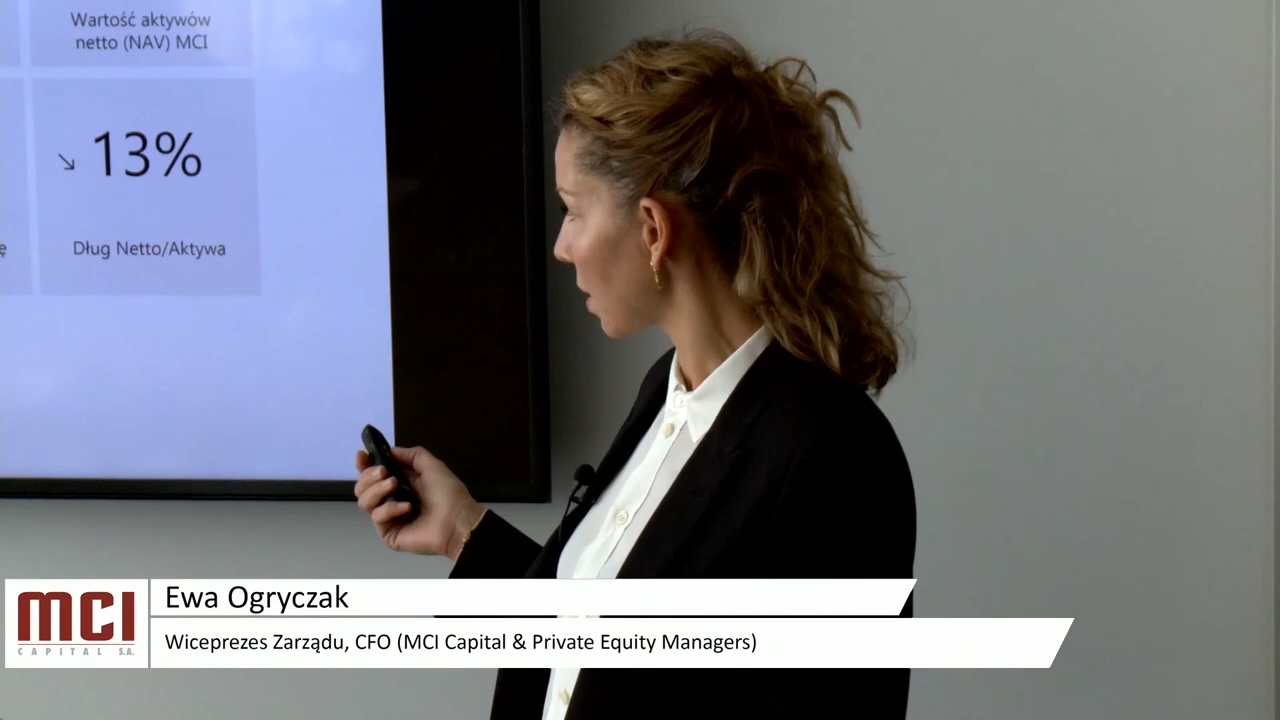 Wartość aktywów
netto (NAV) MCI
↘ 13%
ę
Dług Netto/Aktywa
Ewa Ogryczak
MCI
CAPITAL S.A.
Wiceprezes Zarządu, CFO (MCI Capital & Private Equity Managers)